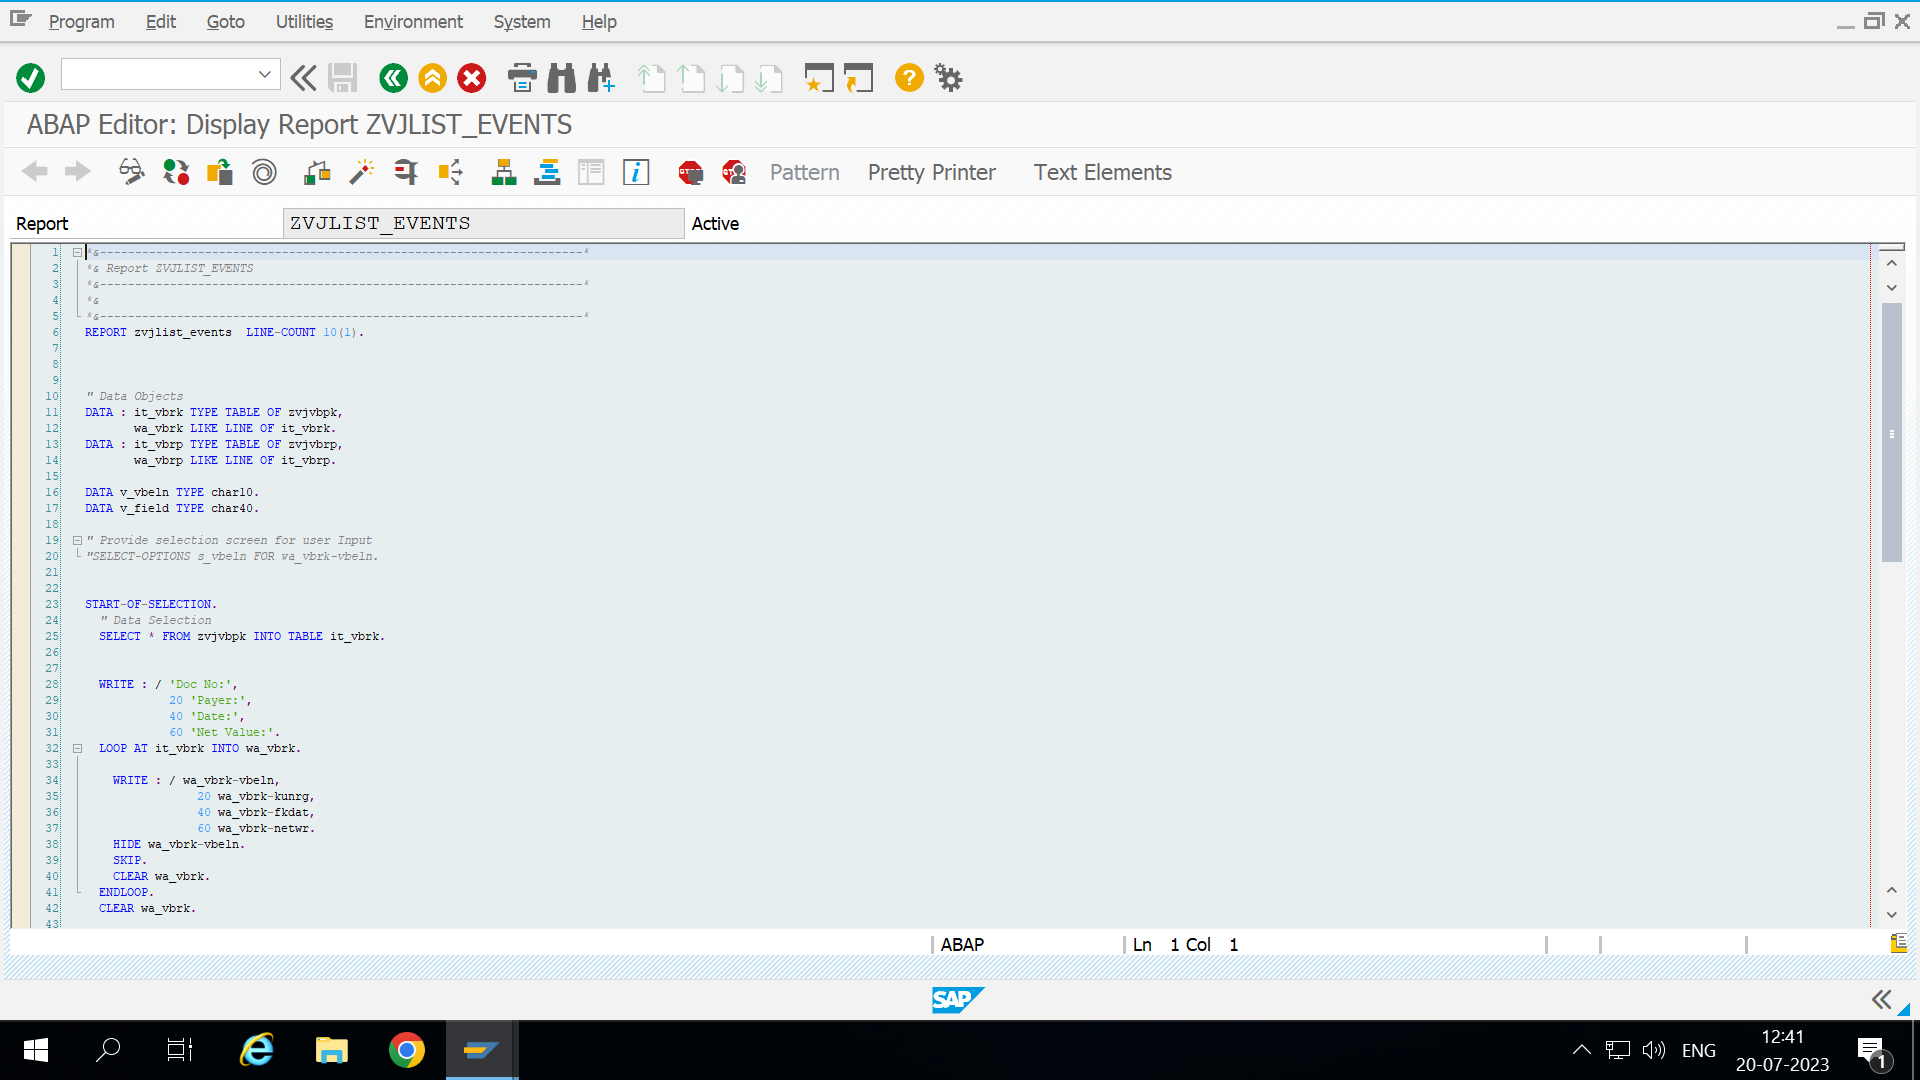 Program Edit Goto Utilities Environment System Help
ABAP Editor: Display Report ZVJLIST_EVENTS
Pattern Pretty Printer Text Elements
Report ZVJLIST_EVENTS Active
1 *&---------------------------------------------------------------------*
2 *& Report ZVJLIST_EVENTS
3 *&---------------------------------------------------------------------*
4 *&
5 *&---------------------------------------------------------------------*
6 REPORT zvjlist_events  LINE-COUNT 10(1).
7
8
9
10 " Data Objects
11 DATA : it_vbrk TYPE TABLE OF zvjvbpk,
12        wa_vbrk LIKE LINE OF it_vbrk.
13 DATA : it_vbrp TYPE TABLE OF zvjvbrp,
14        wa_vbrp LIKE LINE OF it_vbrp.
15
16 DATA v_vbeln TYPE char10.
17 DATA v_field TYPE char40.
18
19 " Provide selection screen for user Input
20 "SELECT-OPTIONS s_vbeln FOR wa_vbrk-vbeln.
21
22
23 START-OF-SELECTION.
24   " Data Selection
25   SELECT * FROM zvjvbpk INTO TABLE it_vbrk.
26
27
28   WRITE : / 'Doc No:',
29             20 'Payer:',
30             40 'Date:',
31             60 'Net Value:'.
32   LOOP AT it_vbrk INTO wa_vbrk.
33
34     WRITE : / wa_vbrk-vbeln,
35                 20 wa_vbrk-kunrg,
36                 40 wa_vbrk-fkdat,
37                 60 wa_vbrk-netwr.
38     HIDE wa_vbrk-vbeln.
39     SKIP.
40     CLEAR wa_vbrk.
41   ENDLOOP.
42   CLEAR wa_vbrk.
43
ABAP Ln 1 Col 1
SAP
ENG 12:41
20-07-2023 1